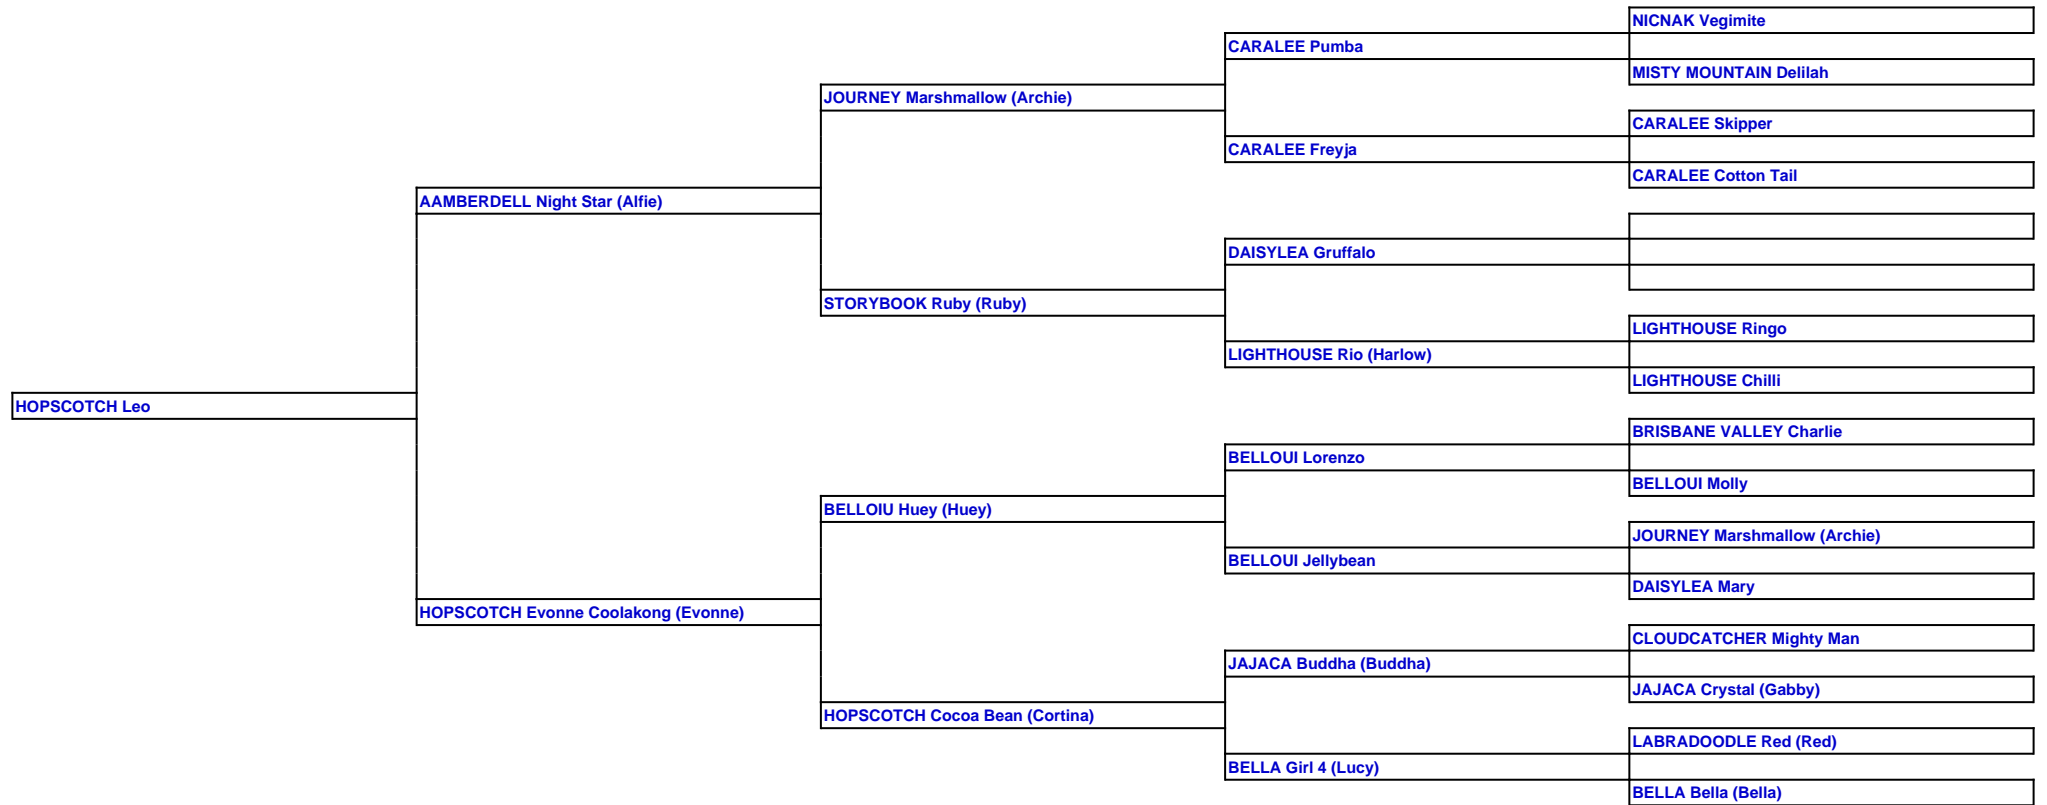 NICNAK Vegimite
CARALEE Pumba
MISTY MOUNTAIN Delilah
JOURNEY Marshmallow (Archie)
CARALEE Skipper
CARALEE Freyja
CARALEE Cotton Tail
AAMBERDELL Night Star (Alfie)
DAISYLEA Gruffalo
STORYBOOK Ruby (Ruby)
LIGHTHOUSE Ringo
LIGHTHOUSE Rio (Harlow)
LIGHTHOUSE Chilli
HOPSCOTCH Leo
BRISBANE VALLEY Charlie
BELLOUI Lorenzo
BELLOUI Molly
BELLOIU Huey (Huey)
JOURNEY Marshmallow (Archie)
BELLOUI Jellybean
DAISYLEA Mary
HOPSCOTCH Evonne Coolakong (Evonne)
CLOUDCATCHER Mighty Man
JAJACA Buddha (Buddha)
JAJACA Crystal (Gabby)
HOPSCOTCH Cocoa Bean (Cortina)
LABRADOODLE Red (Red)
BELLA Girl 4 (Lucy)
BELLA Bella (Bella)